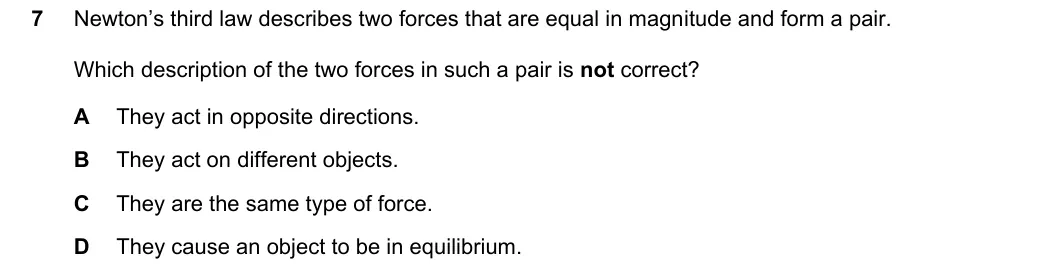 7 Newton’s third law describes two forces that are equal in magnitude and form a pair.
Which description of the two forces in such a pair is not correct?
A They act in opposite directions.
B They act on different objects.
C They are the same type of force.
D They cause an object to be in equilibrium.